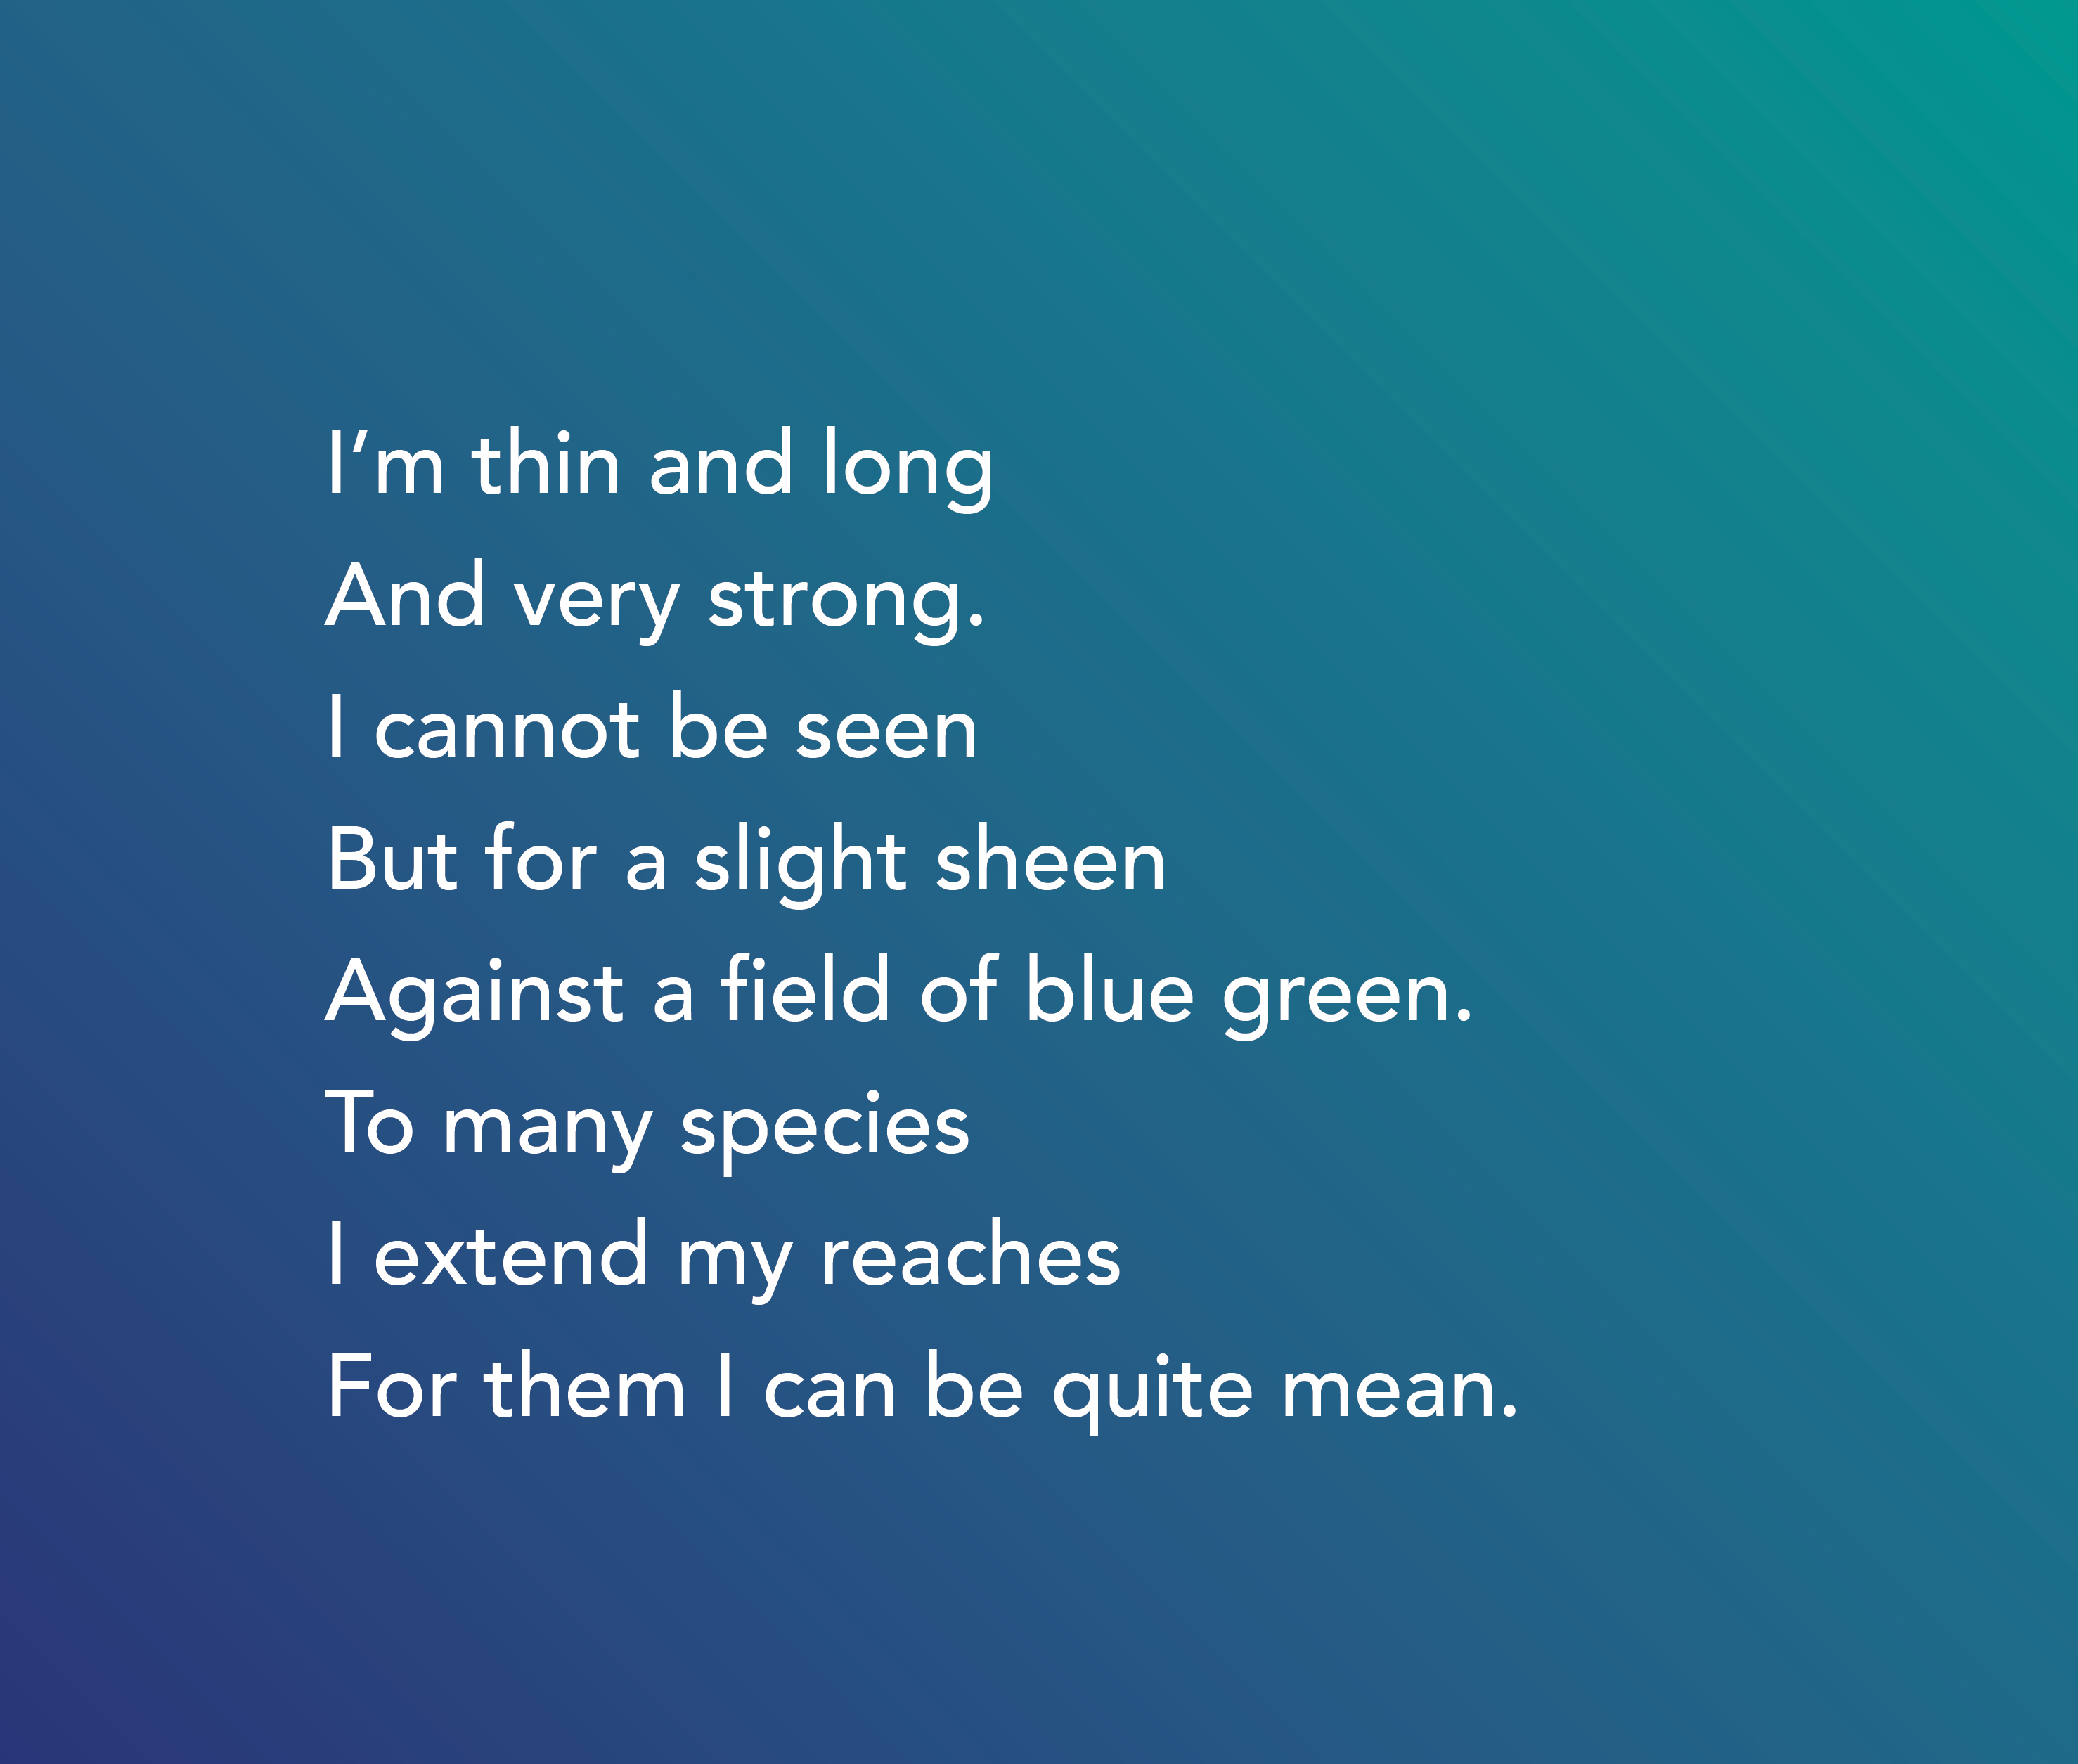 I'm thin and long
And very strong.
I cannot be seen
But for a slight sheen
Against a field of blue green.
To many species
I extend my reaches
For them I can be quite mean.